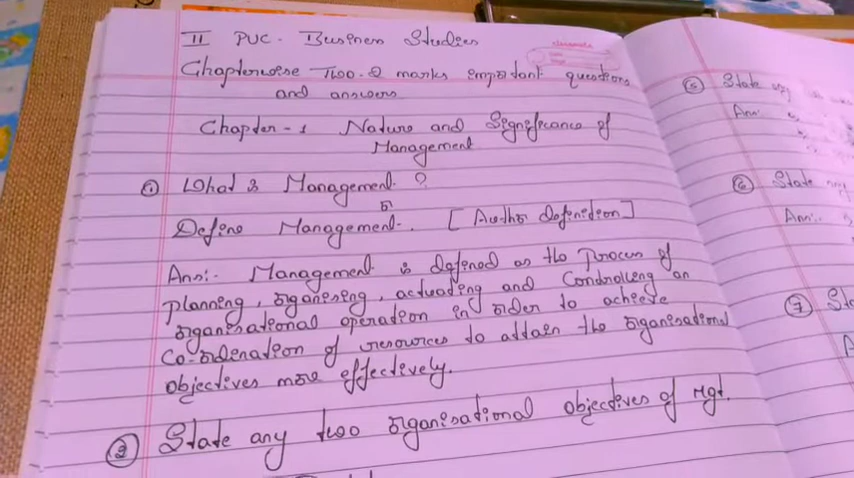 II PUC. Business Studies
Chapterwise Two-2 marks important questions
and answers
Chapter-1 Nature and Significance of
Management
① What is Management ?
or
Define Management. [Author definition]
Ans:- Management is defined as the Process of
planning, organising, actuating and Controlling an
organisational operation in order to achieve
Co-ordination of resources to attain the organisational
objectives more effectively.
② State any two organisational objectives of Mgt.
⑤ State any
Ans:
⑥ State any
Ans:-
⑦